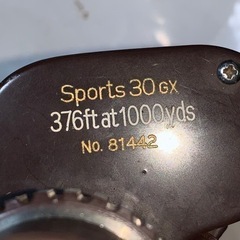 Sports 30 GX
376ft at 1000yds
No. 81442